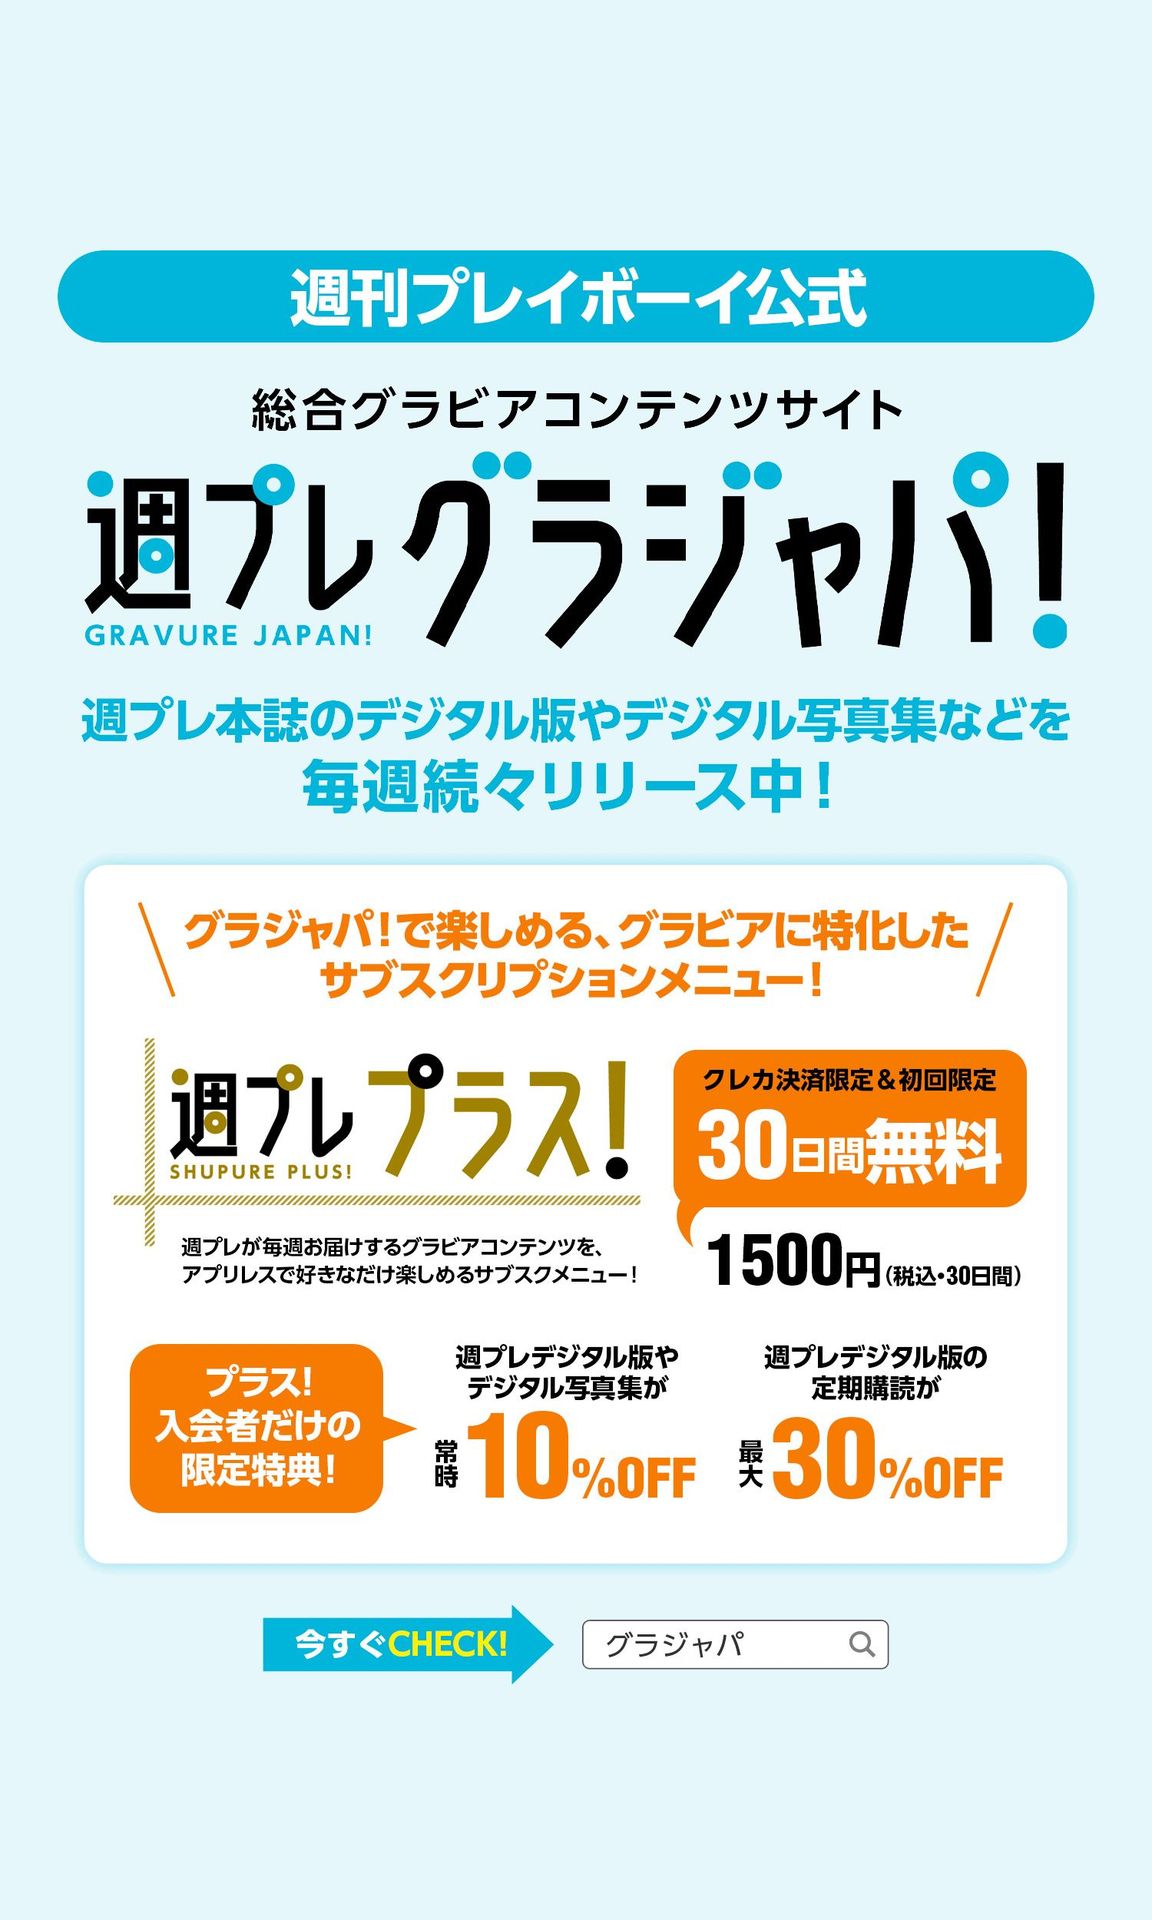 週刊プレイボーイ公式
総合グラビアコンテンツサイト
週プレ グラジャパ!
GRAVURE JAPAN!
週プレ本誌のデジタル版やデジタル写真集などを
毎週続々リリース中!
グラジャパ!で楽しめる、グラビアに特化した
サブスクリプションメニュー!
週プレ プラス!
SHUPURE PLUS!
週プレが毎週お届けするグラビアコンテンツを、
アプリレスで好きなだけ楽しめるサブスクメニュー!
クレカ決済限定&初回限定
30日間無料
1500円(税込・30日間)
プラス!
入会者だけの
限定特典!
週プレデジタル版や
デジタル写真集が
常時10%OFF
週プレデジタル版の
定期購読が
最大30%OFF
今すぐCHECK!
グラジャパ